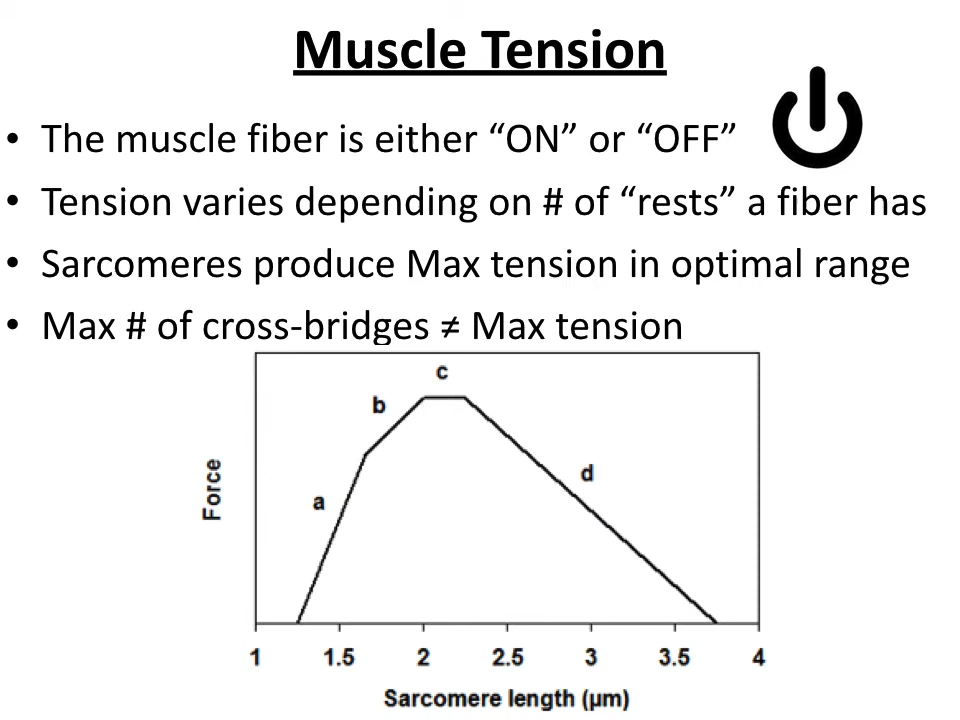 Muscle Tension
• The muscle fiber is either “ON” or “OFF”
• Tension varies depending on # of “rests” a fiber has
• Sarcomeres produce Max tension in optimal range
• Max # of cross-bridges ≠ Max tension
c
b
d
a
Force
1 1.5 2 2.5 3 3.5 4
Sarcomere length (µm)